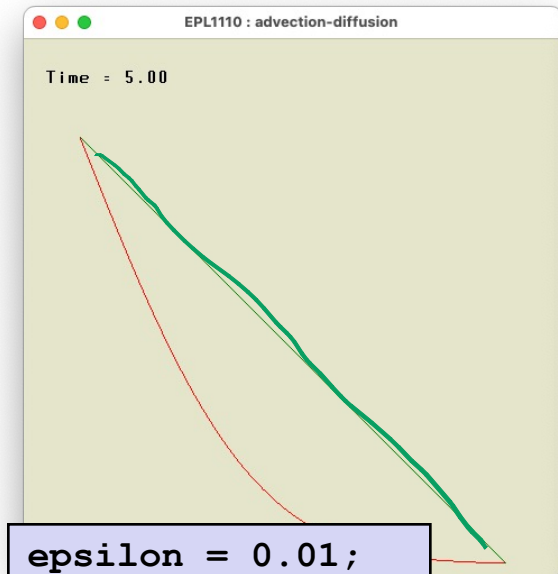 EPL1110 : advection-diffusion
Time = 5.00
epsilon = 0.01;